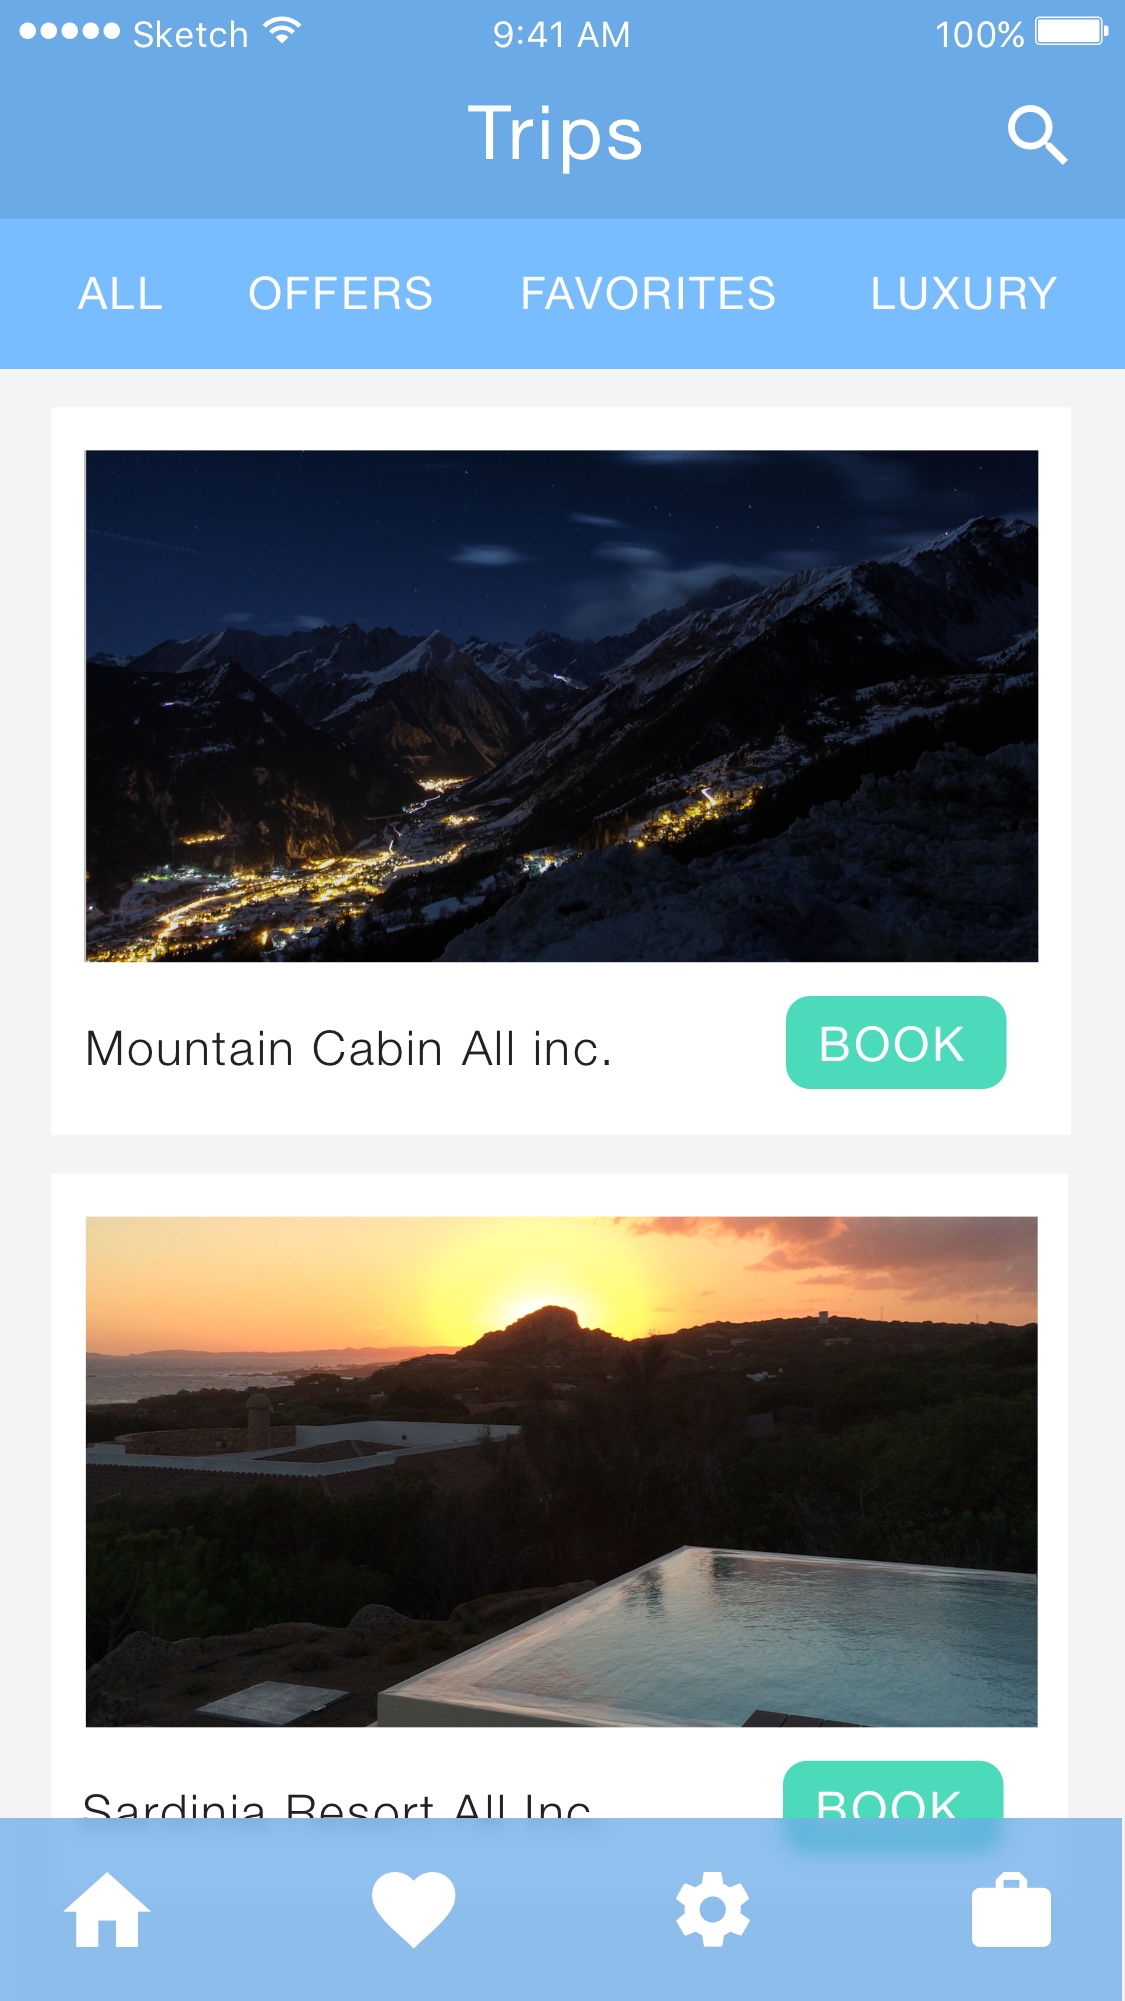 Sketch 9:41 AM 100%
Trips
ALL OFFERS FAVORITES LUXURY
Mountain Cabin All inc.
BOOK
Sardinia Resort All Inc
BOOK